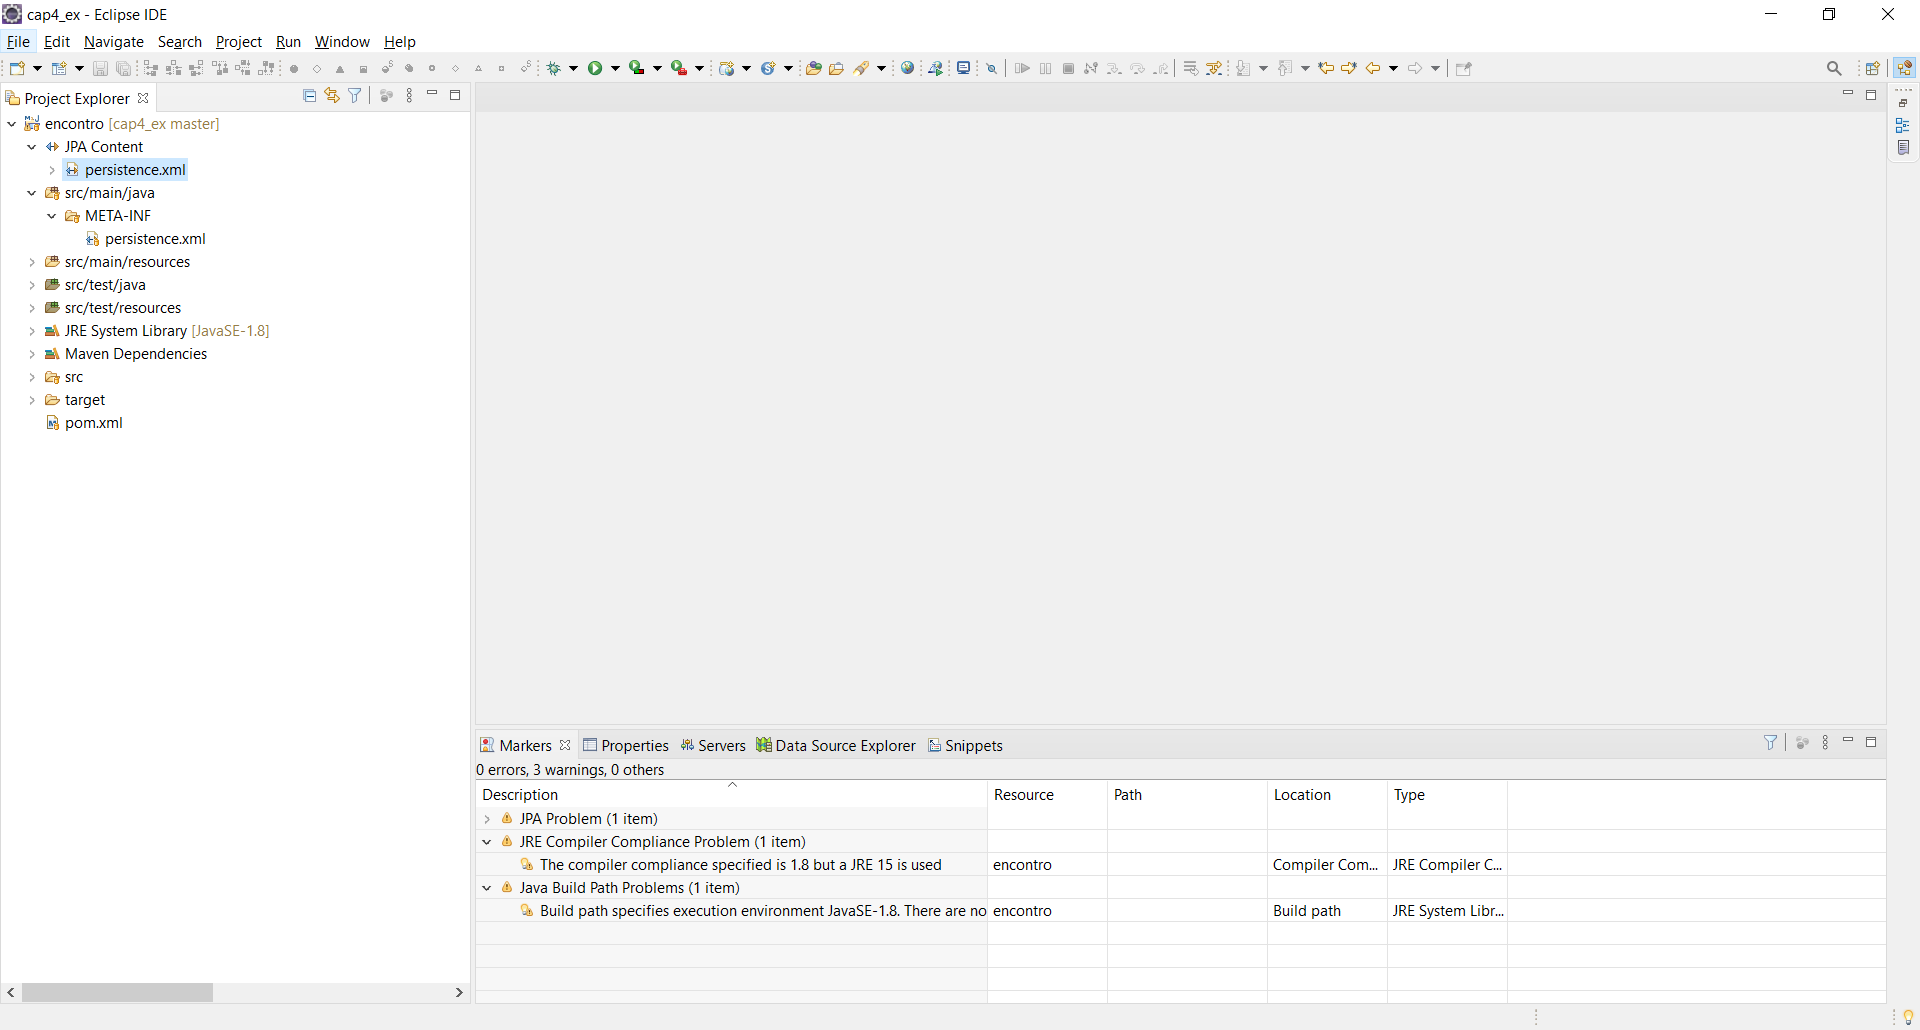 cap4_ex - Eclipse IDE
File Edit Navigate Search Project Run Window Help
Project Explorer
encontro [cap4_ex master]
JPA Content
persistence.xml
src/main/java
META-INF
persistence.xml
src/main/resources
src/test/java
src/test/resources
JRE System Library [JavaSE-1.8]
Maven Dependencies
src
target
pom.xml
Markers Properties Servers Data Source Explorer Snippets
0 errors, 3 warnings, 0 others
Description Resource Path Location Type
JPA Problem (1 item)
JRE Compiler Compliance Problem (1 item)
The compiler compliance specified is 1.8 but a JRE 15 is used encontro Compiler Com... JRE Compiler C...
Java Build Path Problems (1 item)
Build path specifies execution environment JavaSE-1.8. There are no encontro Build path JRE System Libr...